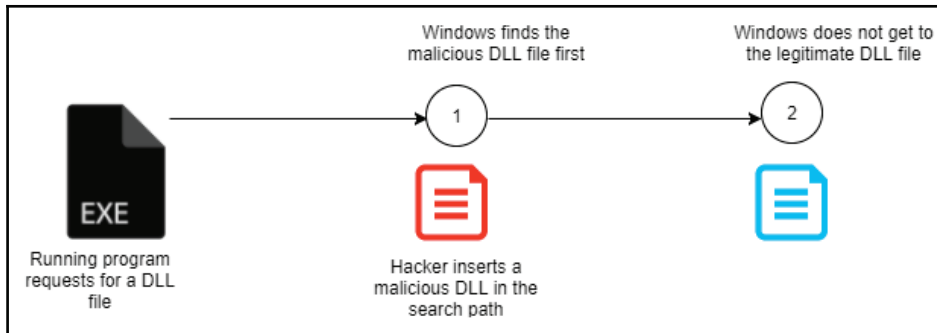 Windows finds the
malicious DLL file first
Windows does not get to
the legitimate DLL file
1
2
EXE
Running program
requests for a DLL
file
Hacker inserts a
malicious DLL in the
search path